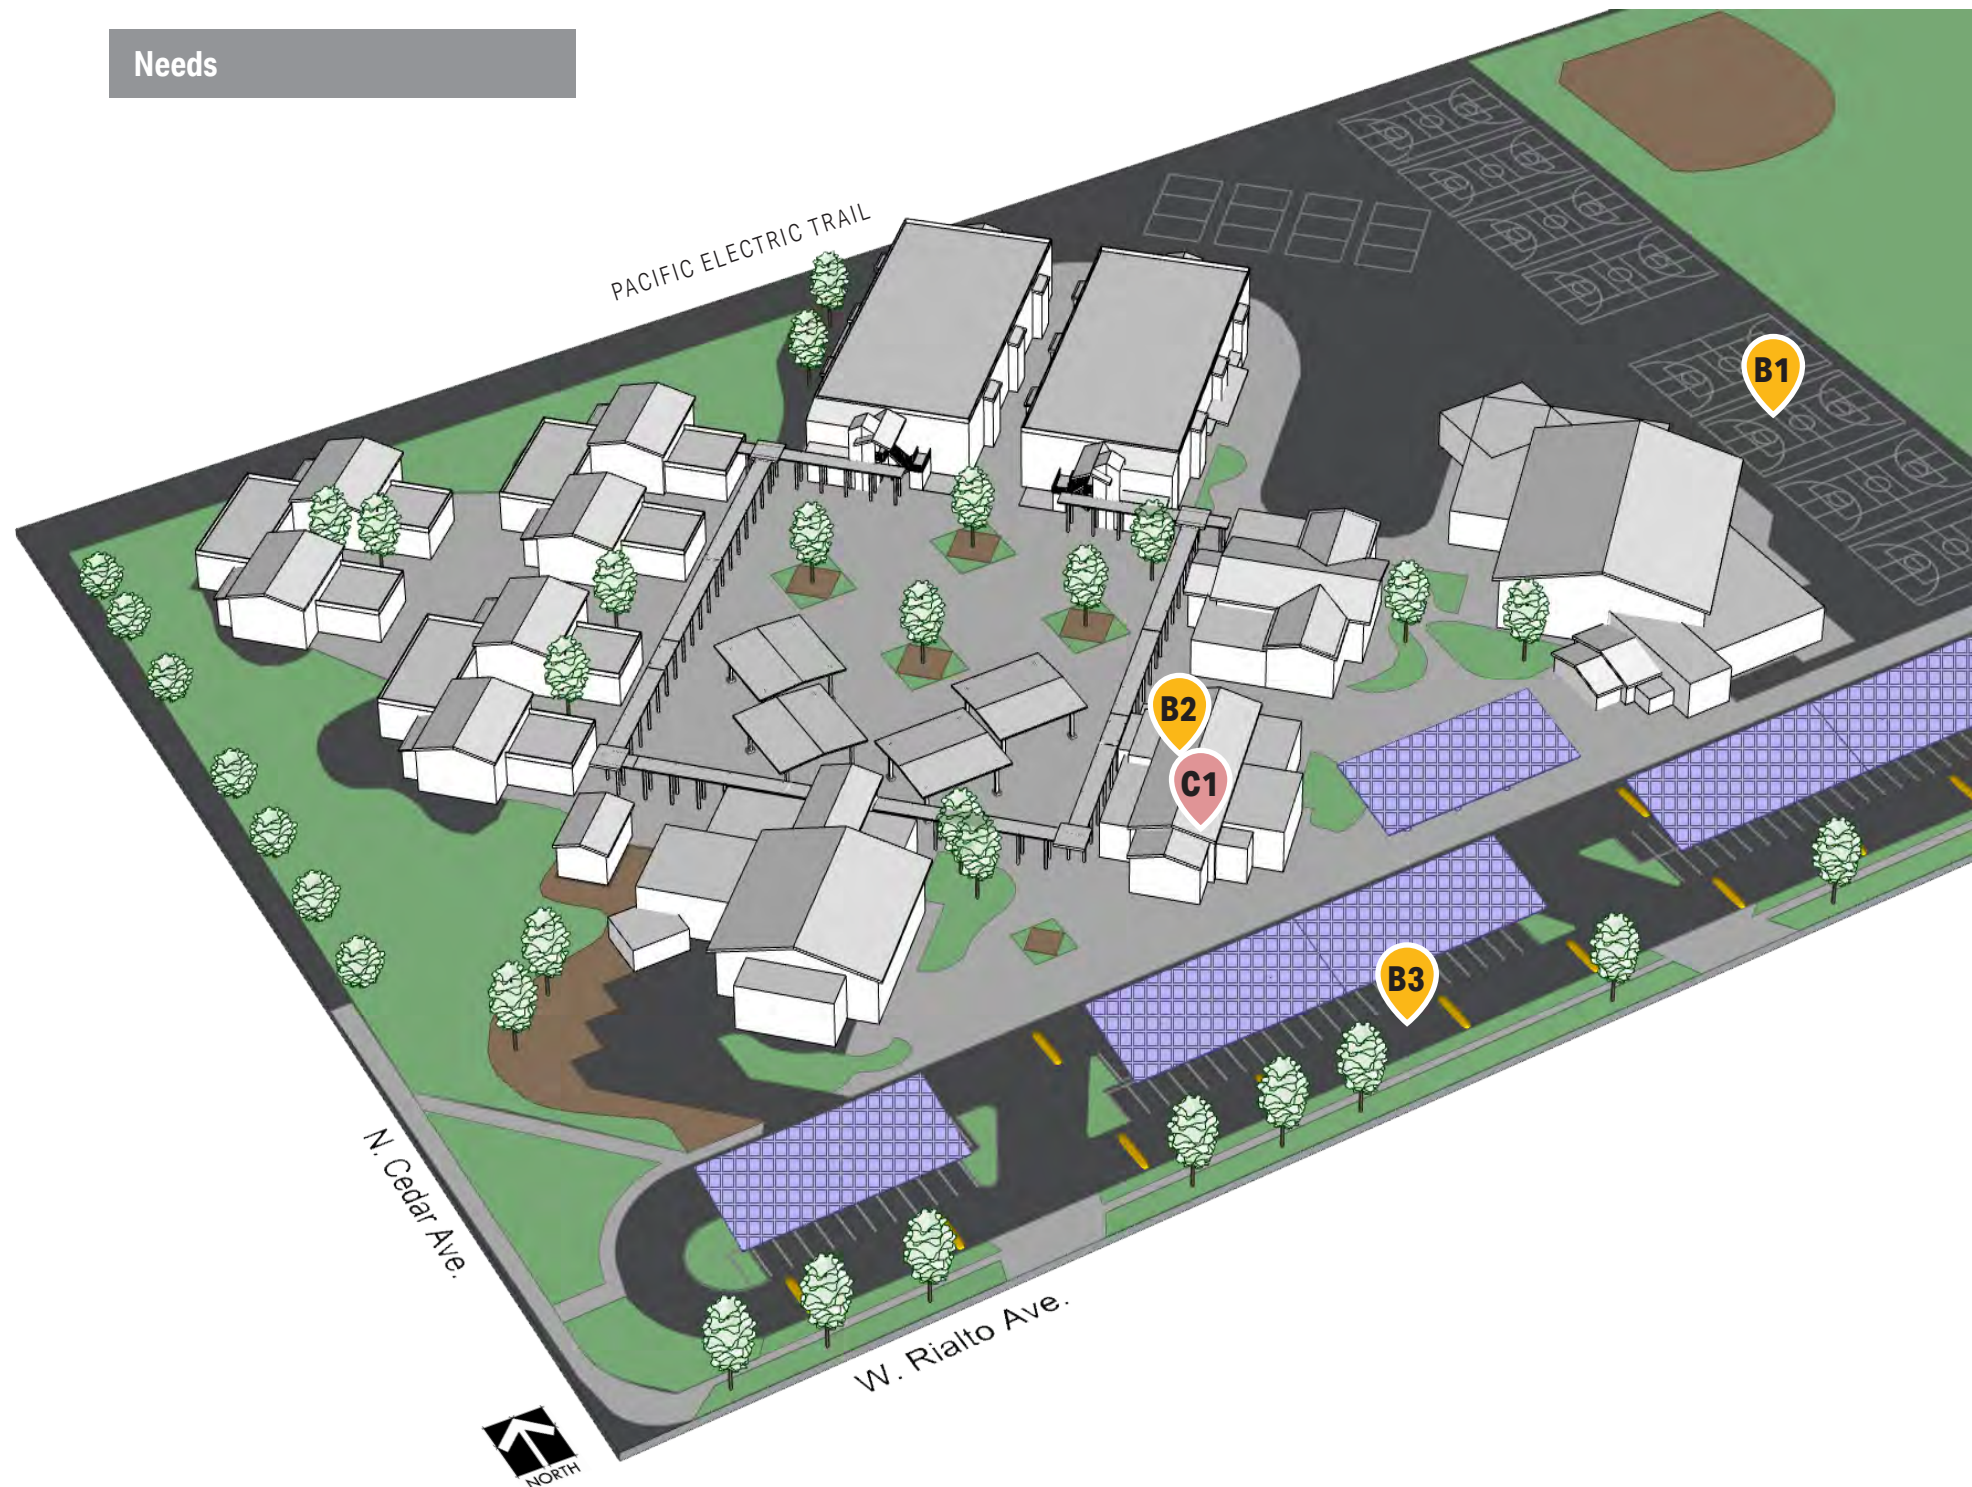 Needs
PACIFIC ELECTRIC TRAIL
B1
B2
C1
B3
N. Cedar Ave.
W. Rialto Ave.
NORTH